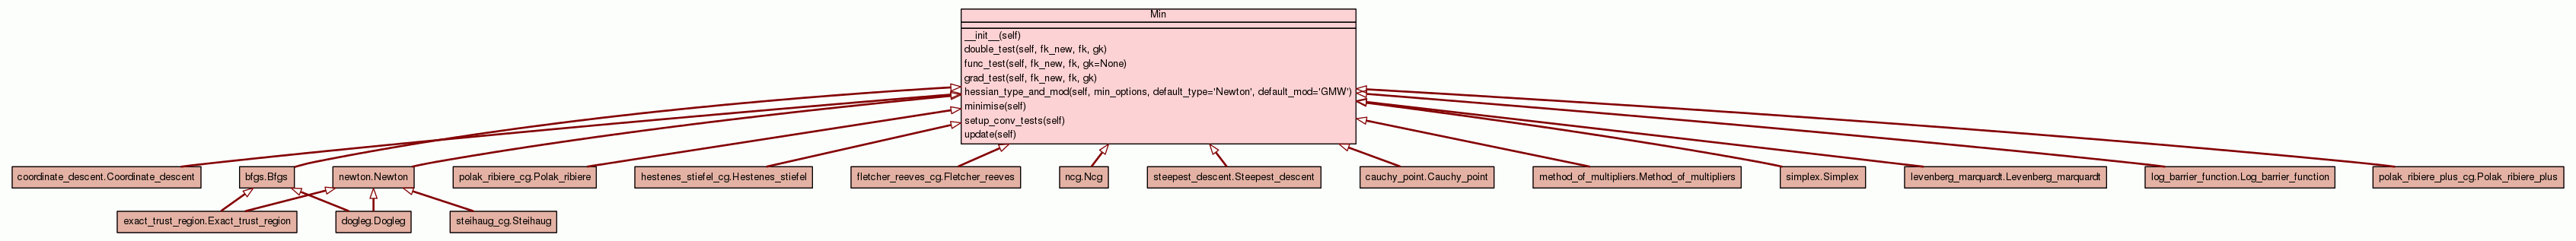 Min
__init__(self)
double_test(self, fk_new, fk, gk)
func_test(self, fk_new, fk, gk=None)
grad_test(self, fk_new, fk, gk)
hessian_type_and_mod(self, min_options, default_type='Newton', default_mod='GMW')
minimise(self)
setup_conv_tests(self)
update(self)
coordinate_descent.Coordinate_descent
bfgs.Bfgs
newton.Newton
polak_ribiere_cg.Polak_ribiere
hestenes_stiefel_cg.Hestenes_stiefel
fletcher_reeves_cg.Fletcher_reeves
ncg.Ncg
steepest_descent.Steepest_descent
cauchy_point.Cauchy_point
method_of_multipliers.Method_of_multipliers
simplex.Simplex
levenberg_marquardt.Levenberg_marquardt
log_barrier_function.Log_barrier_function
polak_ribiere_plus_cg.Polak_ribiere_plus
exact_trust_region.Exact_trust_region
dogleg.Dogleg
steihaug_cg.Steihaug